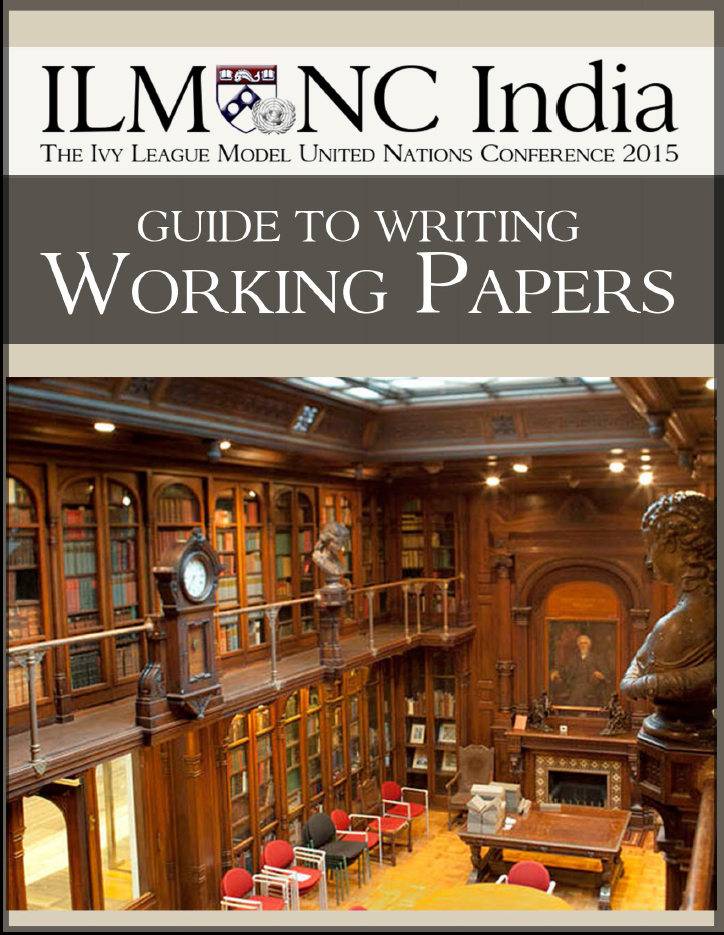 ILMUNC India
The Ivy League Model United Nations Conference 2015
GUIDE TO WRITING
WORKING PAPERS